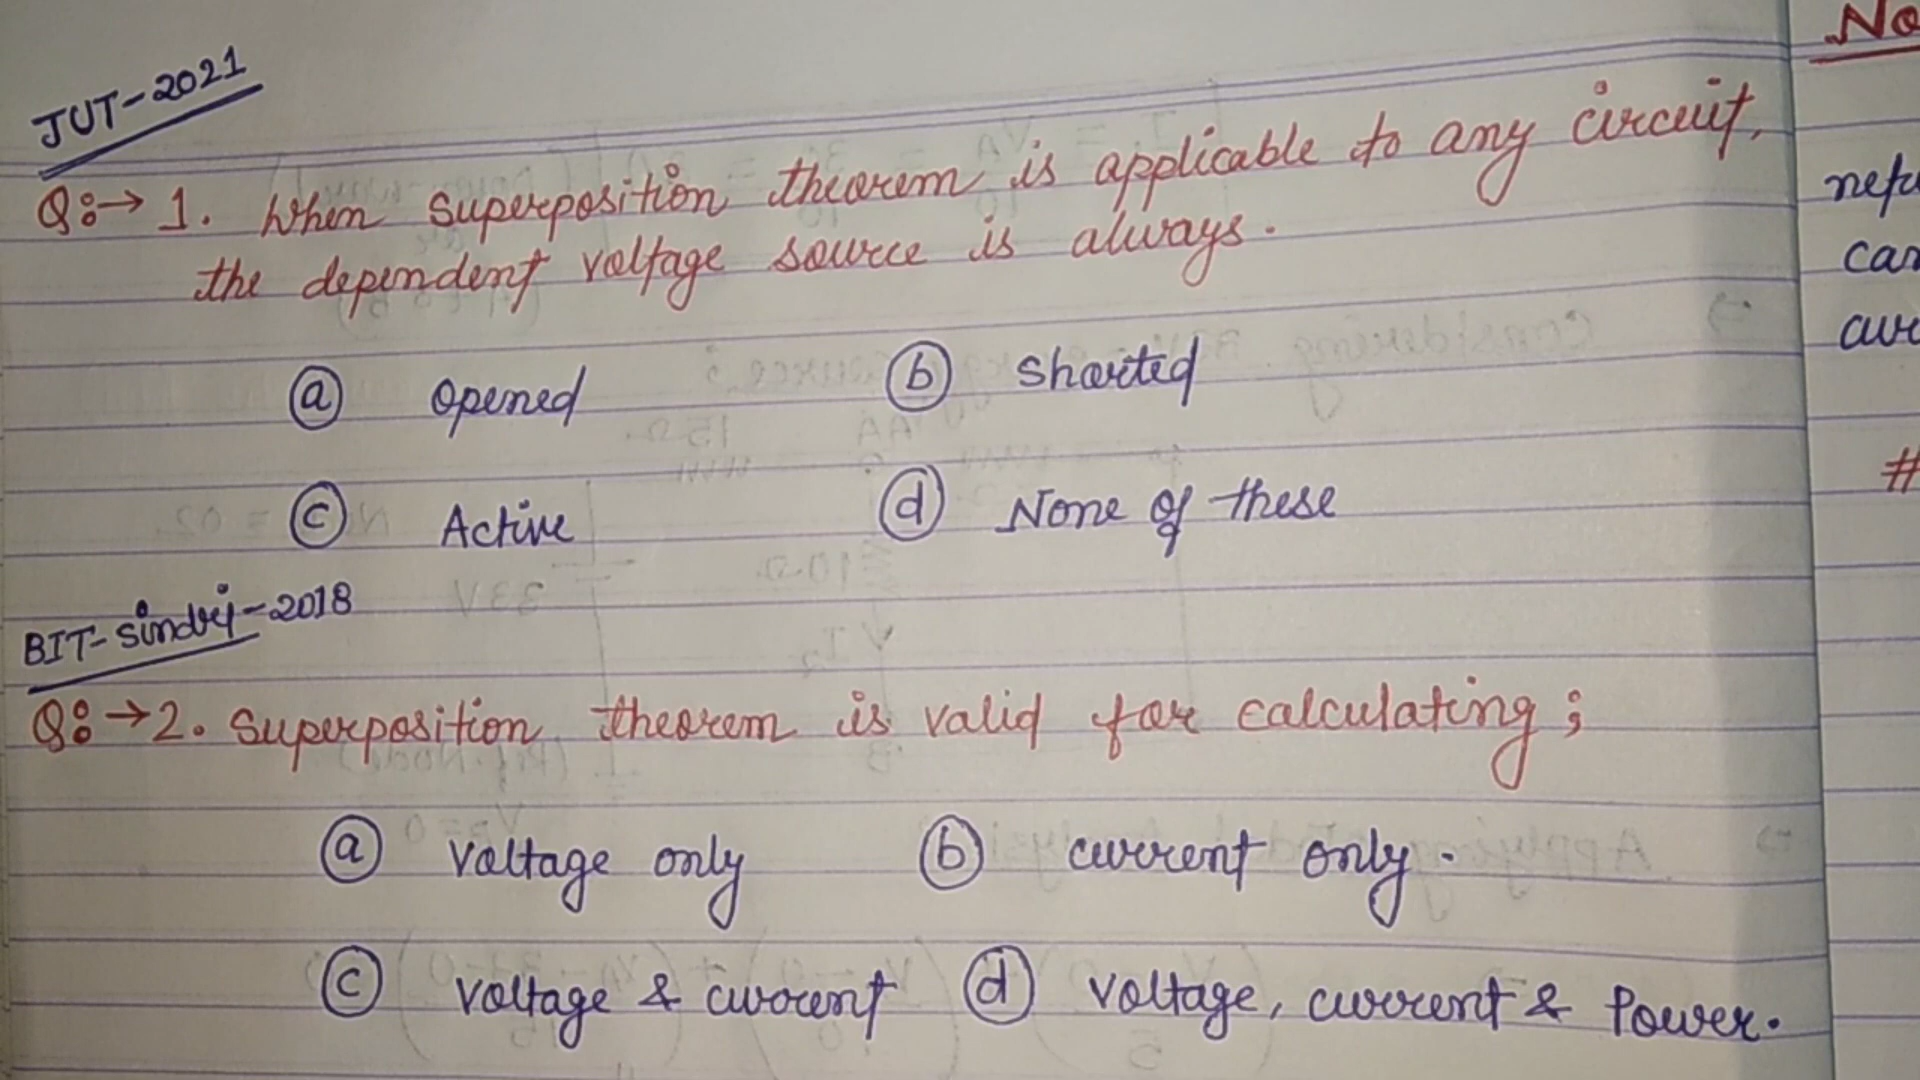 JUT-2021
Q:→ 1. When superposition theorem is applicable to any circuit,
the dependent voltage source is always.
(a) opened (b) shorted
(c) Active (d) None of these
BIT-Sindri-2018
Q:→2. Superposition theorem is valid for calculating;
(a) voltage only (b) current only.
(c) voltage & current (d) voltage, current & Power.
No
#